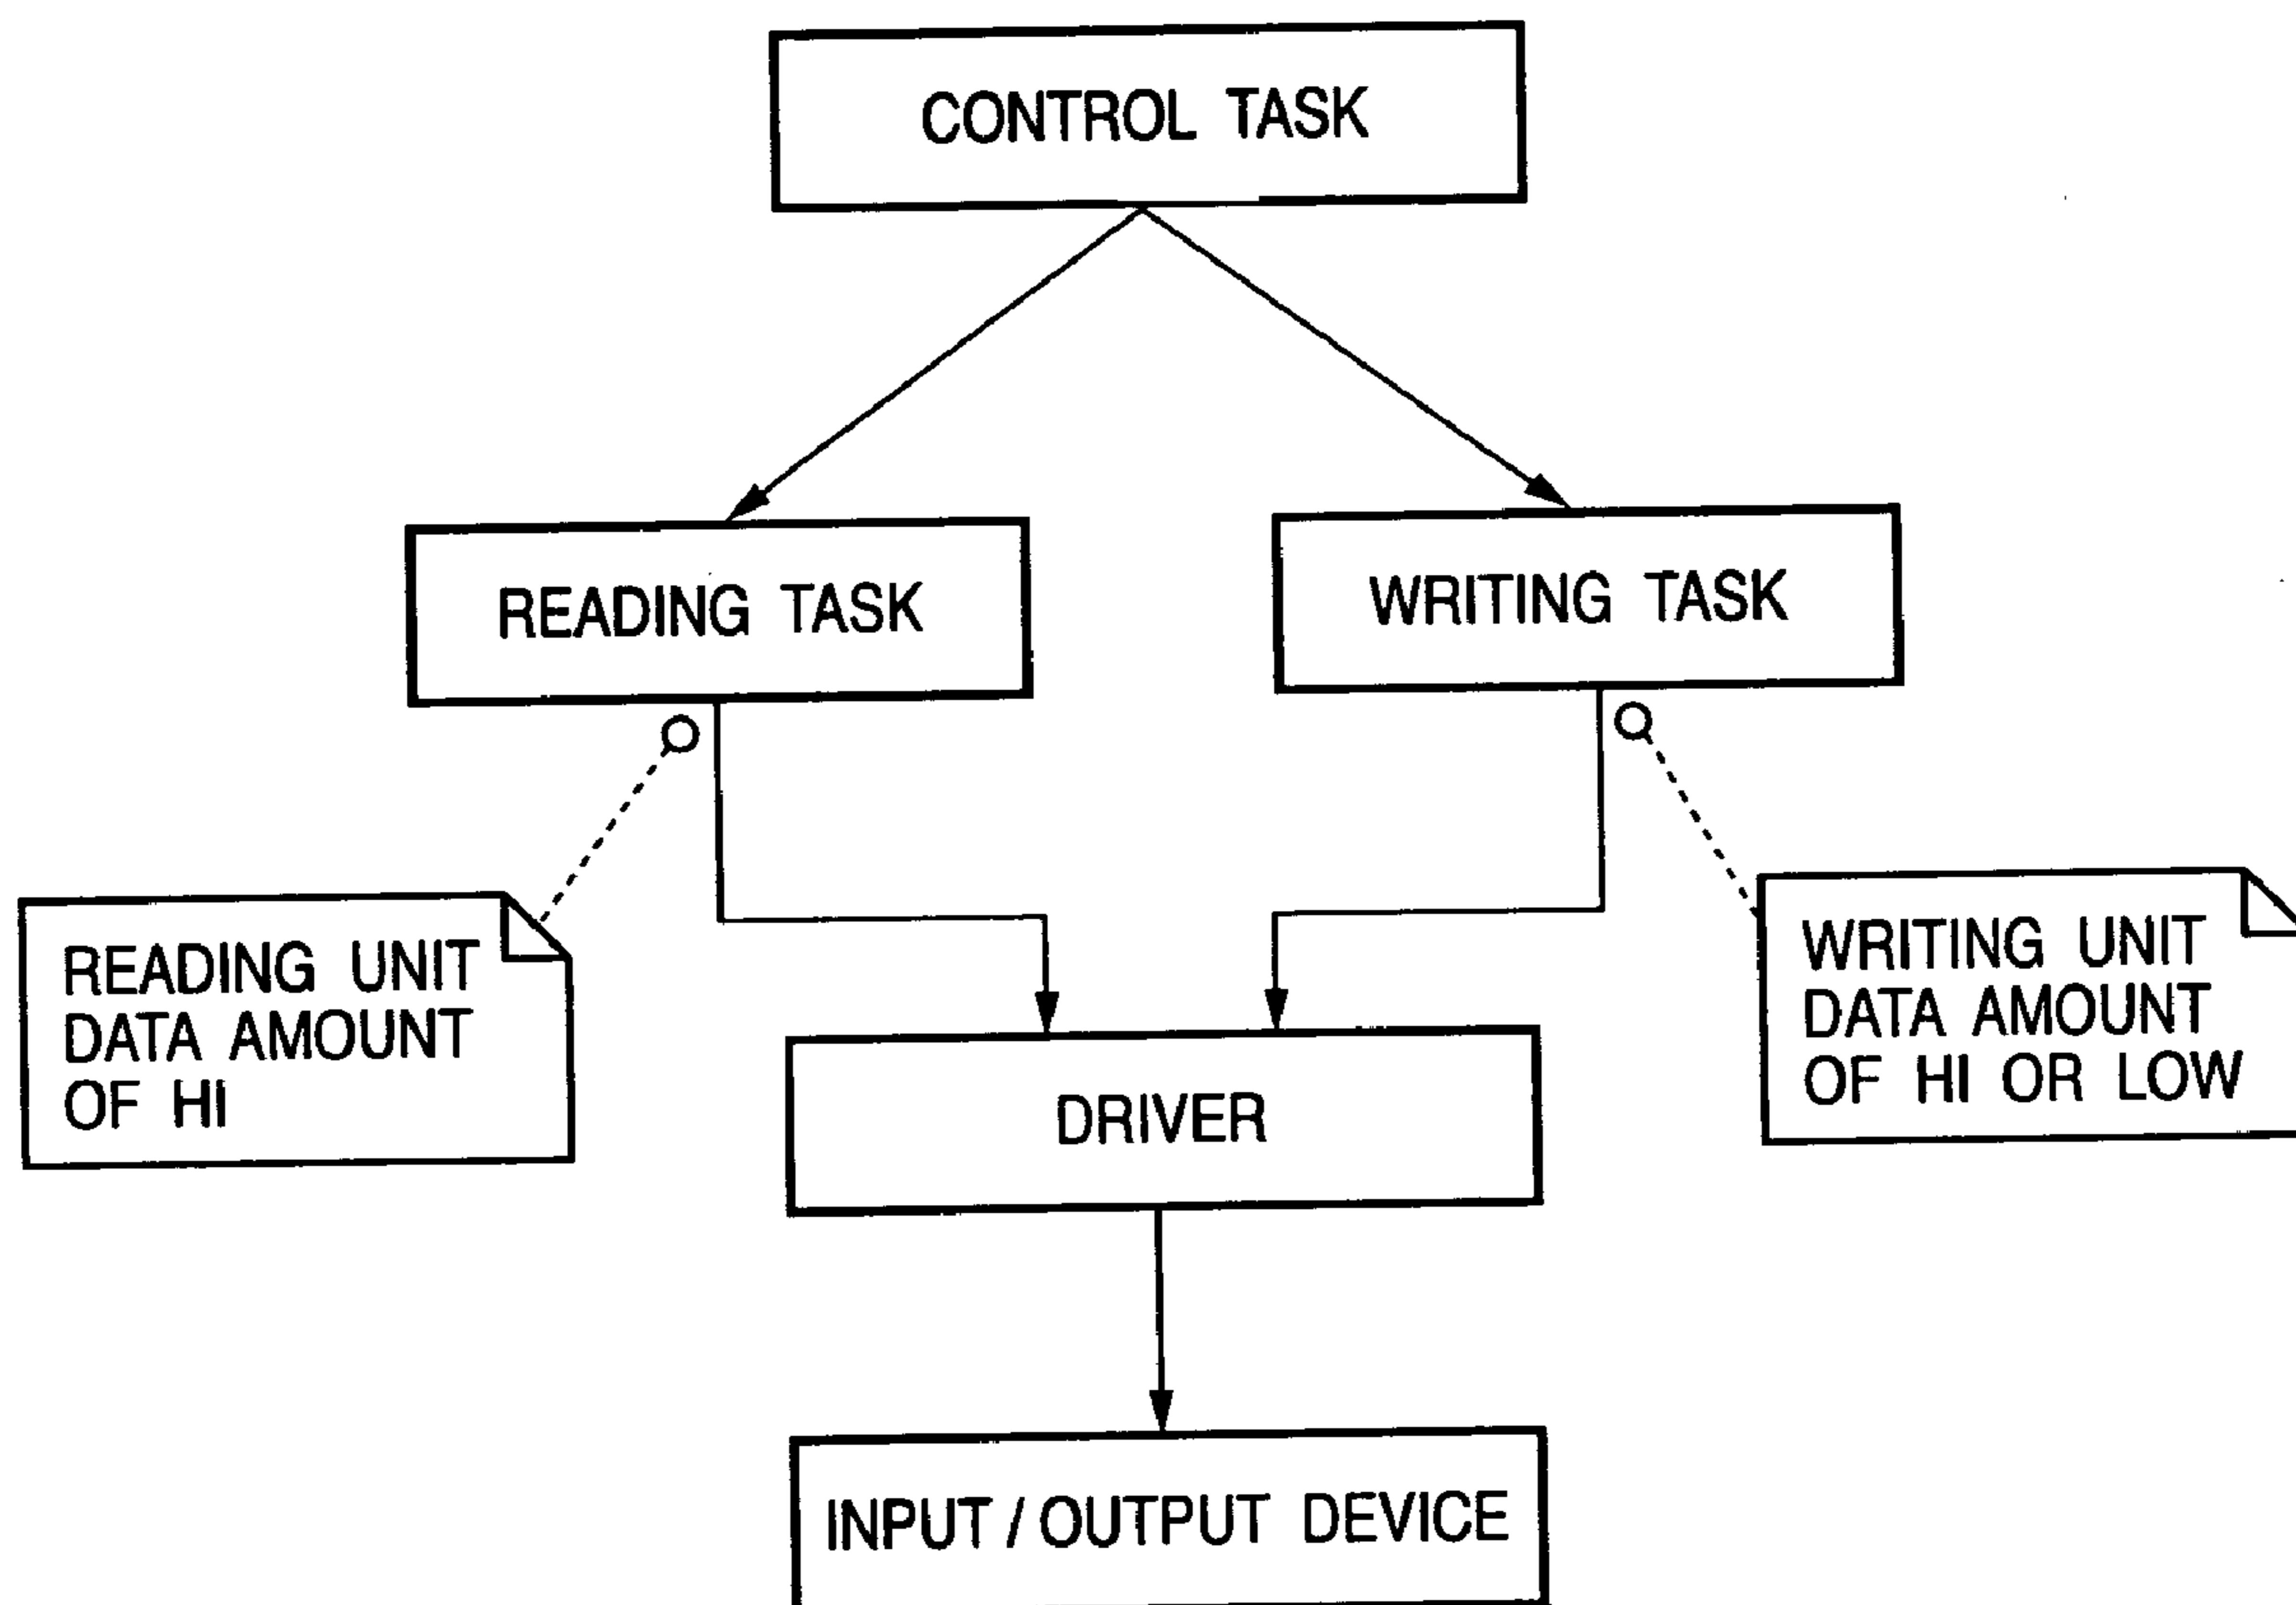 CONTROL TASK
READING TASK
WRITING TASK
READING UNIT
DATA AMOUNT
OF HI
WRITING UNIT
DATA AMOUNT
OF HI OR LOW
DRIVER
INPUT / OUTPUT DEVICE